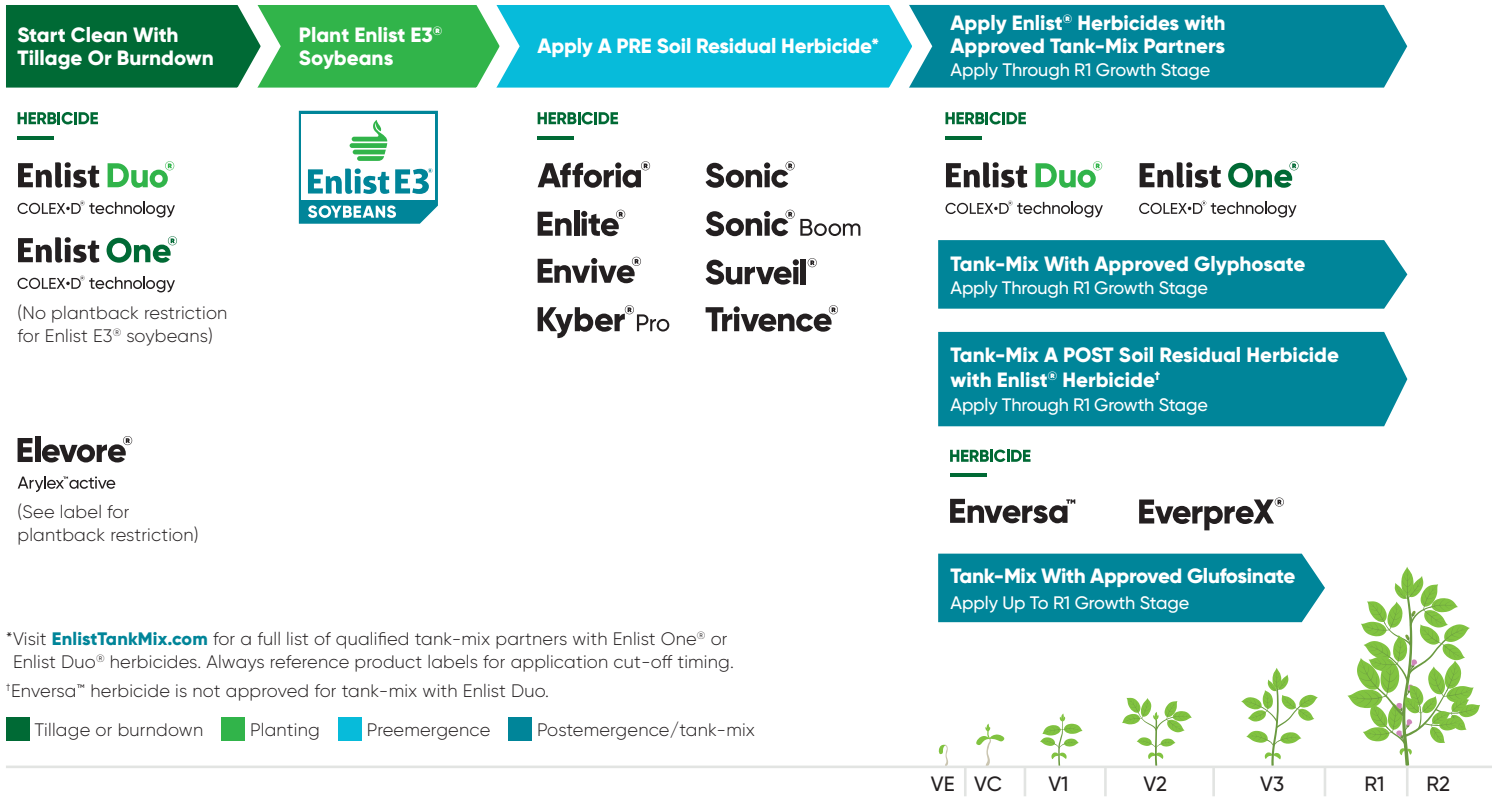 Start Clean With
Tillage Or Burndown
Plant Enlist E3®
Soybeans
Apply A PRE Soil Residual Herbicide*
Apply Enlist® Herbicides with
Approved Tank-Mix Partners
Apply Through R1 Growth Stage
HERBICIDE
Enlist Duo®
COLEX•D® technology
Enlist One®
COLEX•D® technology
(No plantback restriction
for Enlist E3® soybeans)
Elevore®
Arylex™ active
(See label for
plantback restriction)
Enlist E3®
SOYBEANS
HERBICIDE
Afforia®
Enlite®
Envive®
Kyber® Pro
Sonic®
Sonic® Boom
Surveil®
Trivence®
HERBICIDE
Enlist Duo®
COLEX•D® technology
Enlist One®
COLEX•D® technology
Tank-Mix With Approved Glyphosate
Apply Through R1 Growth Stage
Tank-Mix A POST Soil Residual Herbicide
with Enlist® Herbicide†
Apply Through R1 Growth Stage
HERBICIDE
Enversa™
EverpreX®
Tank-Mix With Approved Glufosinate
Apply Up To R1 Growth Stage
*Visit EnlistTankMix.com for a full list of qualified tank-mix partners with Enlist One® or
Enlist Duo® herbicides. Always reference product labels for application cut-off timing.
†Enversa™ herbicide is not approved for tank-mix with Enlist Duo.
Tillage or burndown
Planting
Preemergence
Postemergence/tank-mix
VE
VC
V1
V2
V3
R1
R2